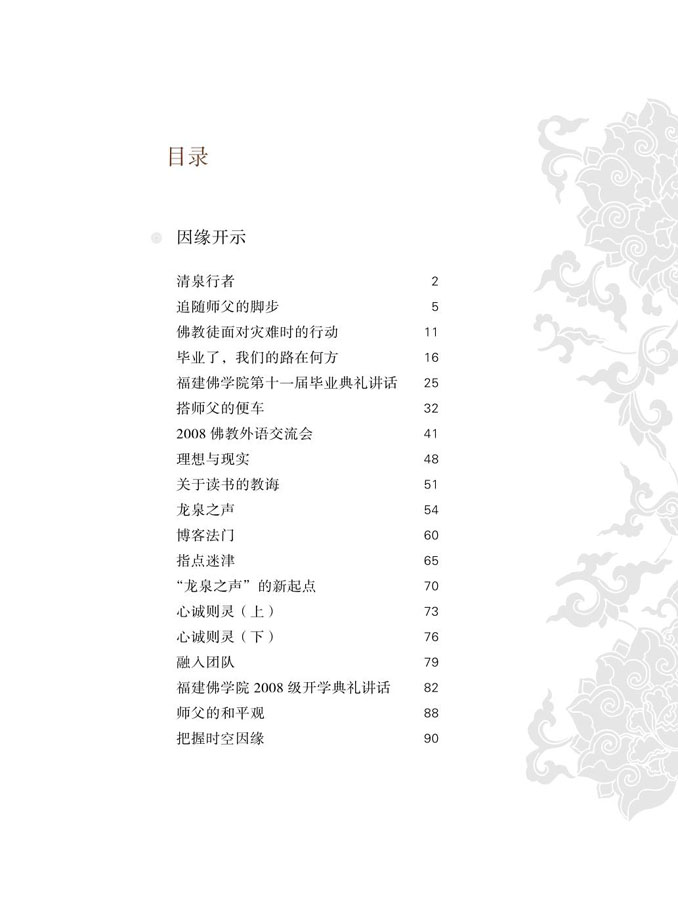 目录
因缘开示
清泉行者 2
追随师父的脚步 5
佛教徒面对灾难时的行动 11
毕业了，我们的路在何方 16
福建佛学院第十一届毕业典礼讲话 25
搭师父的便车 32
2008 佛教外语交流会 41
理想与现实 48
关于读书的教诲 51
龙泉之声 54
博客法门 60
指点迷津 65
“龙泉之声”的新起点 70
心诚则灵（上） 73
心诚则灵（下） 76
融入团队 79
福建佛学院 2008 级开学典礼讲话 82
师父的和平观 88
把握时空因缘 90